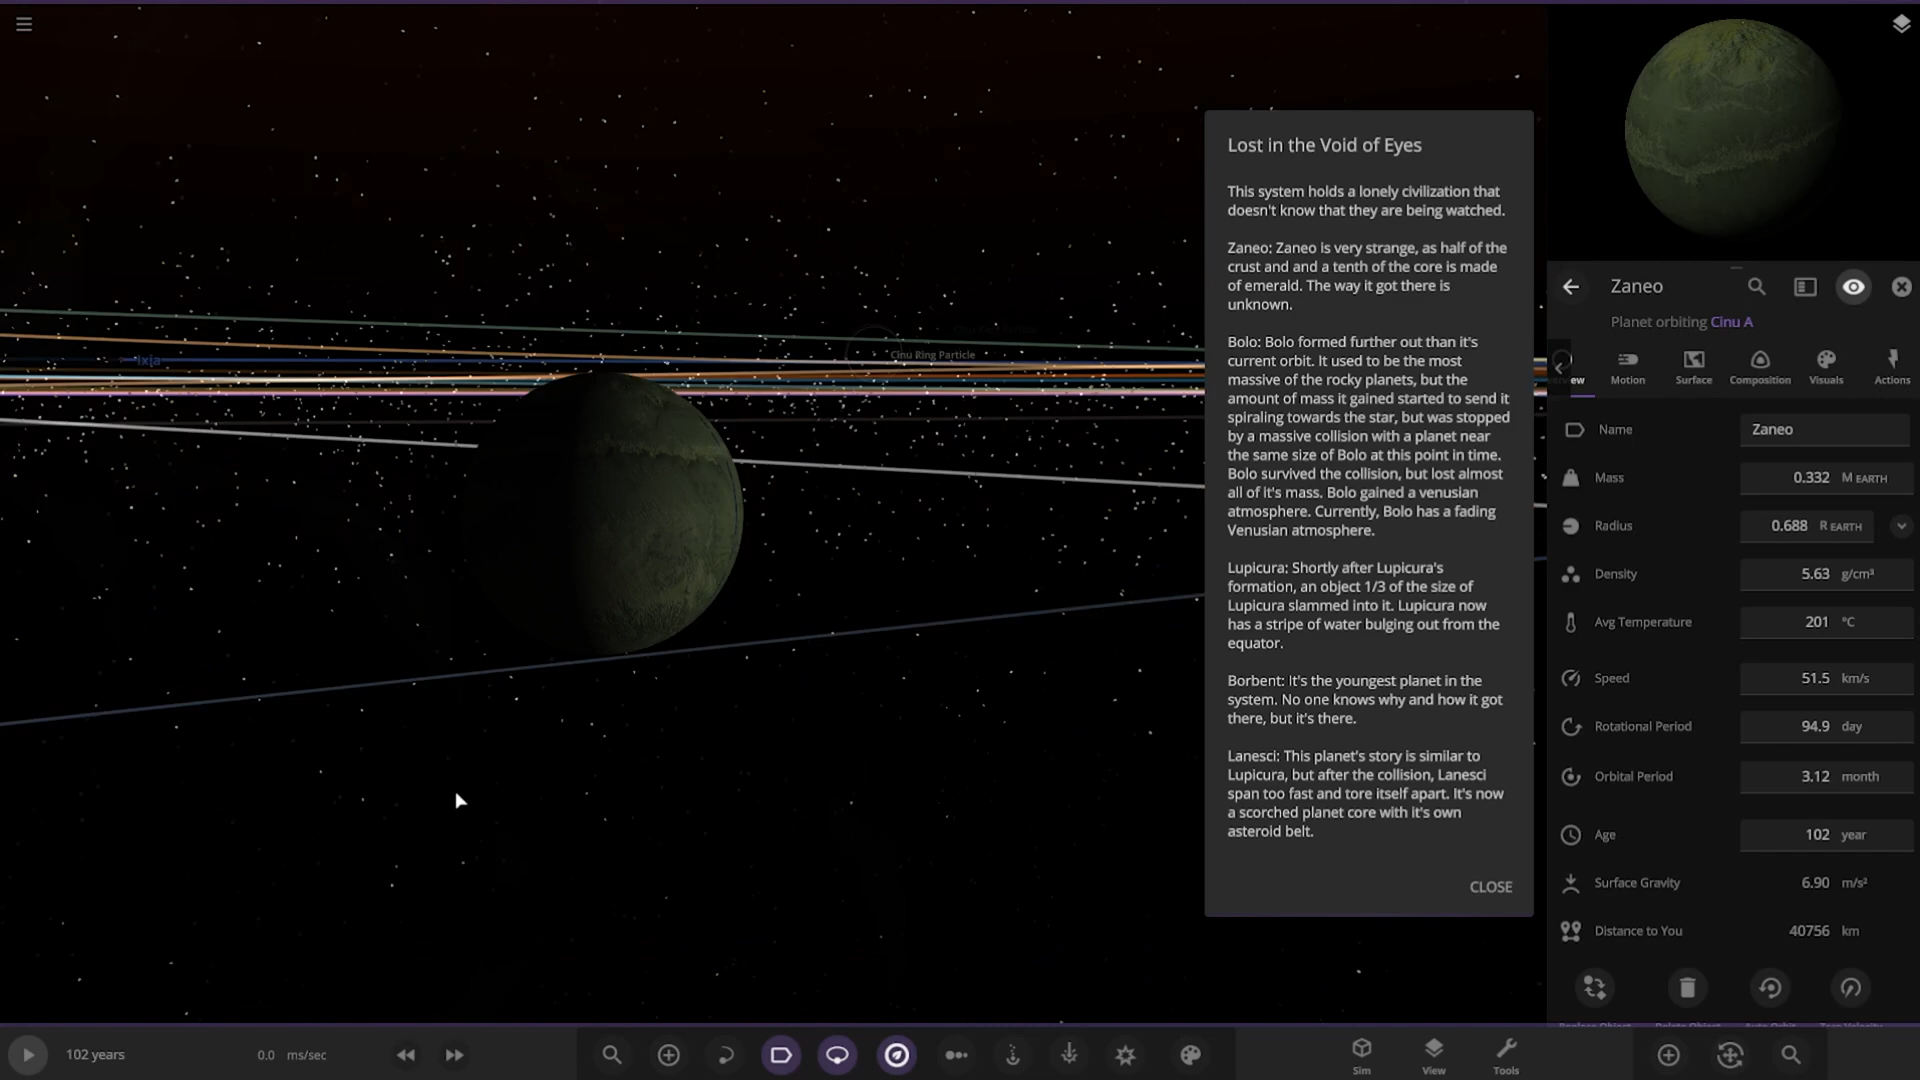 Ixia
Cinu Ring Particle
Lost in the Void of Eyes
This system holds a lonely civilization that
doesn't know that they are being watched.
Zaneo: Zaneo is very strange, as half of the
crust and and a tenth of the core is made
of emerald. The way it got there is
unknown.
Bolo: Bolo formed further out than it's
current orbit. It used to be the most
massive of the rocky planets, but the
amount of mass it gained started to send it
spiraling towards the star, but was stopped
by a massive collision with a planet near
the same size of Bolo at this point in time.
Bolo survived the collision, but lost almost
all of it's mass. Bolo gained a venusian
atmosphere. Currently, Bolo has a fading
Venusian atmosphere.
Lupicura: Shortly after Lupicura's
formation, an object 1/3 of the size of
Lupicura slammed into it. Lupicura now
has a stripe of water bulging out from the
equator.
Borbent: It's the youngest planet in the
system. No one knows why and how it got
there, but it's there.
Lanesci: This planet's story is similar to
Lupicura, but after the collision, Lanesci
span too fast and tore itself apart. It's now
a scorched planet core with it's own
asteroid belt.
CLOSE
Zaneo
Planet orbiting Cinu A
ew Motion Surface Composition Visuals Actions
Name Zaneo
Mass 0.332 M EARTH
Radius 0.688 R EARTH
Density 5.63 g/cm³
Avg Temperature 201 °C
Speed 51.5 km/s
Rotational Period 94.9 day
Orbital Period 3.12 month
Age 102 year
Surface Gravity 6.90 m/s²
Distance to You 40756 km
102 years 0.0 ms/sec
Sim View Tools